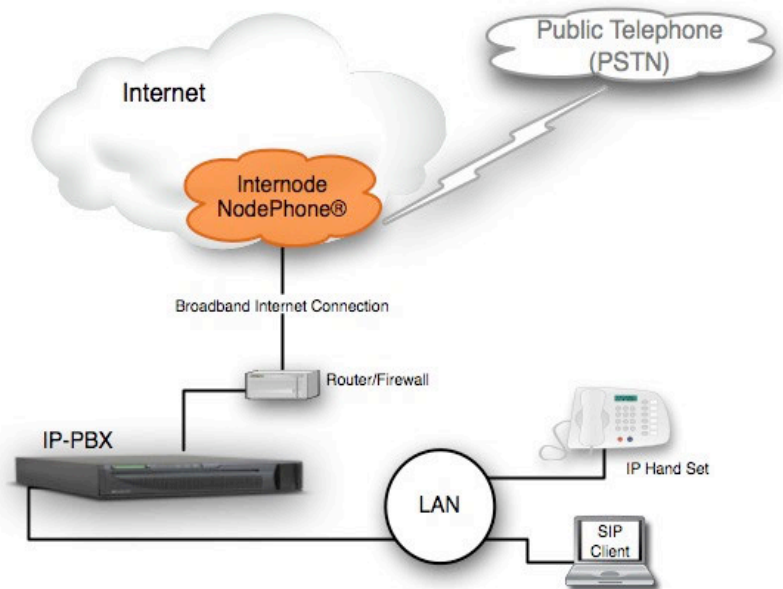 Public Telephone
(PSTN)
Internet
Internode
NodePhone®
Broadband Internet Connection
Router/Firewall
IP-PBX
IP Hand Set
LAN
SIP
Client